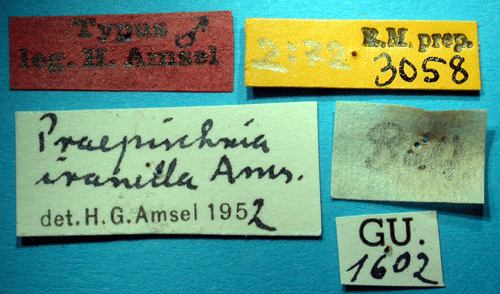 Typus ♂
leg. H. Amsel
R.M. prep.
3058
Praepischnia
iranilla Ams.
det. H. G. Amsel 1952
GU.
1602